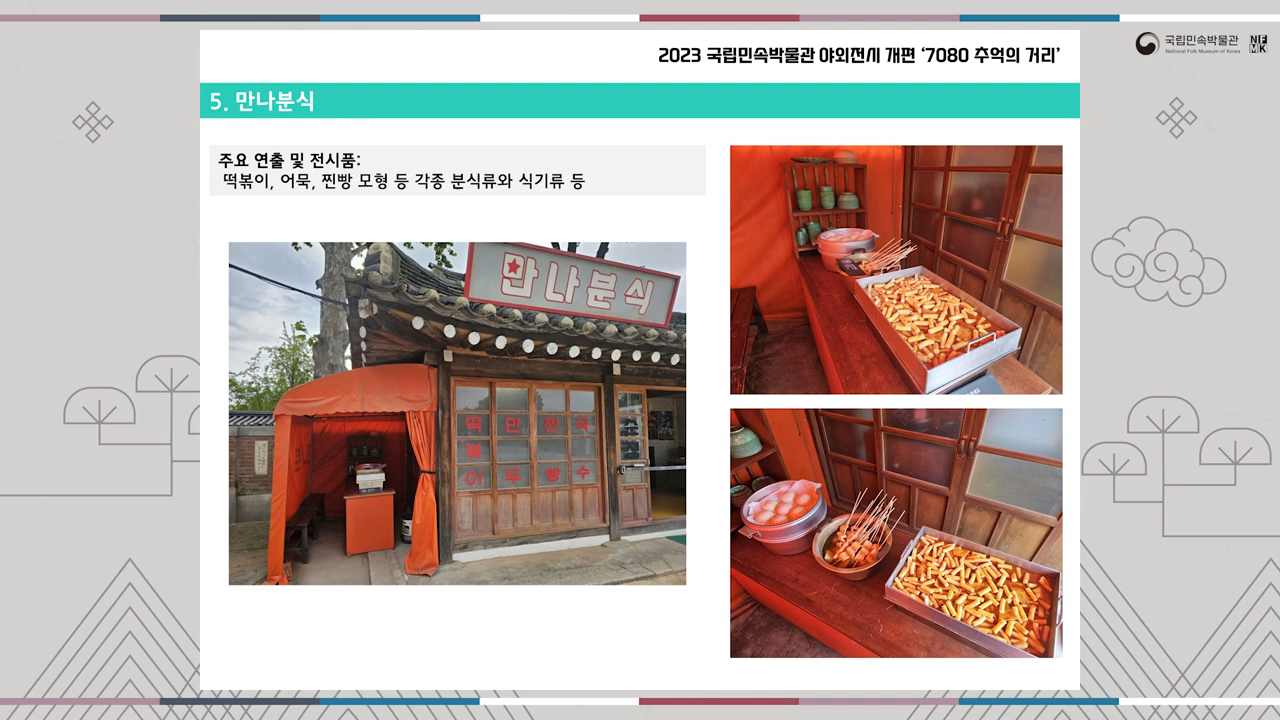 국립민속박물관
National Folk Museum of Korea
NF
MK
2023 국립민속박물관 야외전시 개편 ‘7080 추억의 거리’
5. 만나분식
주요 연출 및 전시품:
떡볶이, 어묵, 찐빵 모형 등 각종 분식류와 식기류 등
만나분식
떡 만 찐 국
볶
이 두 빵 수